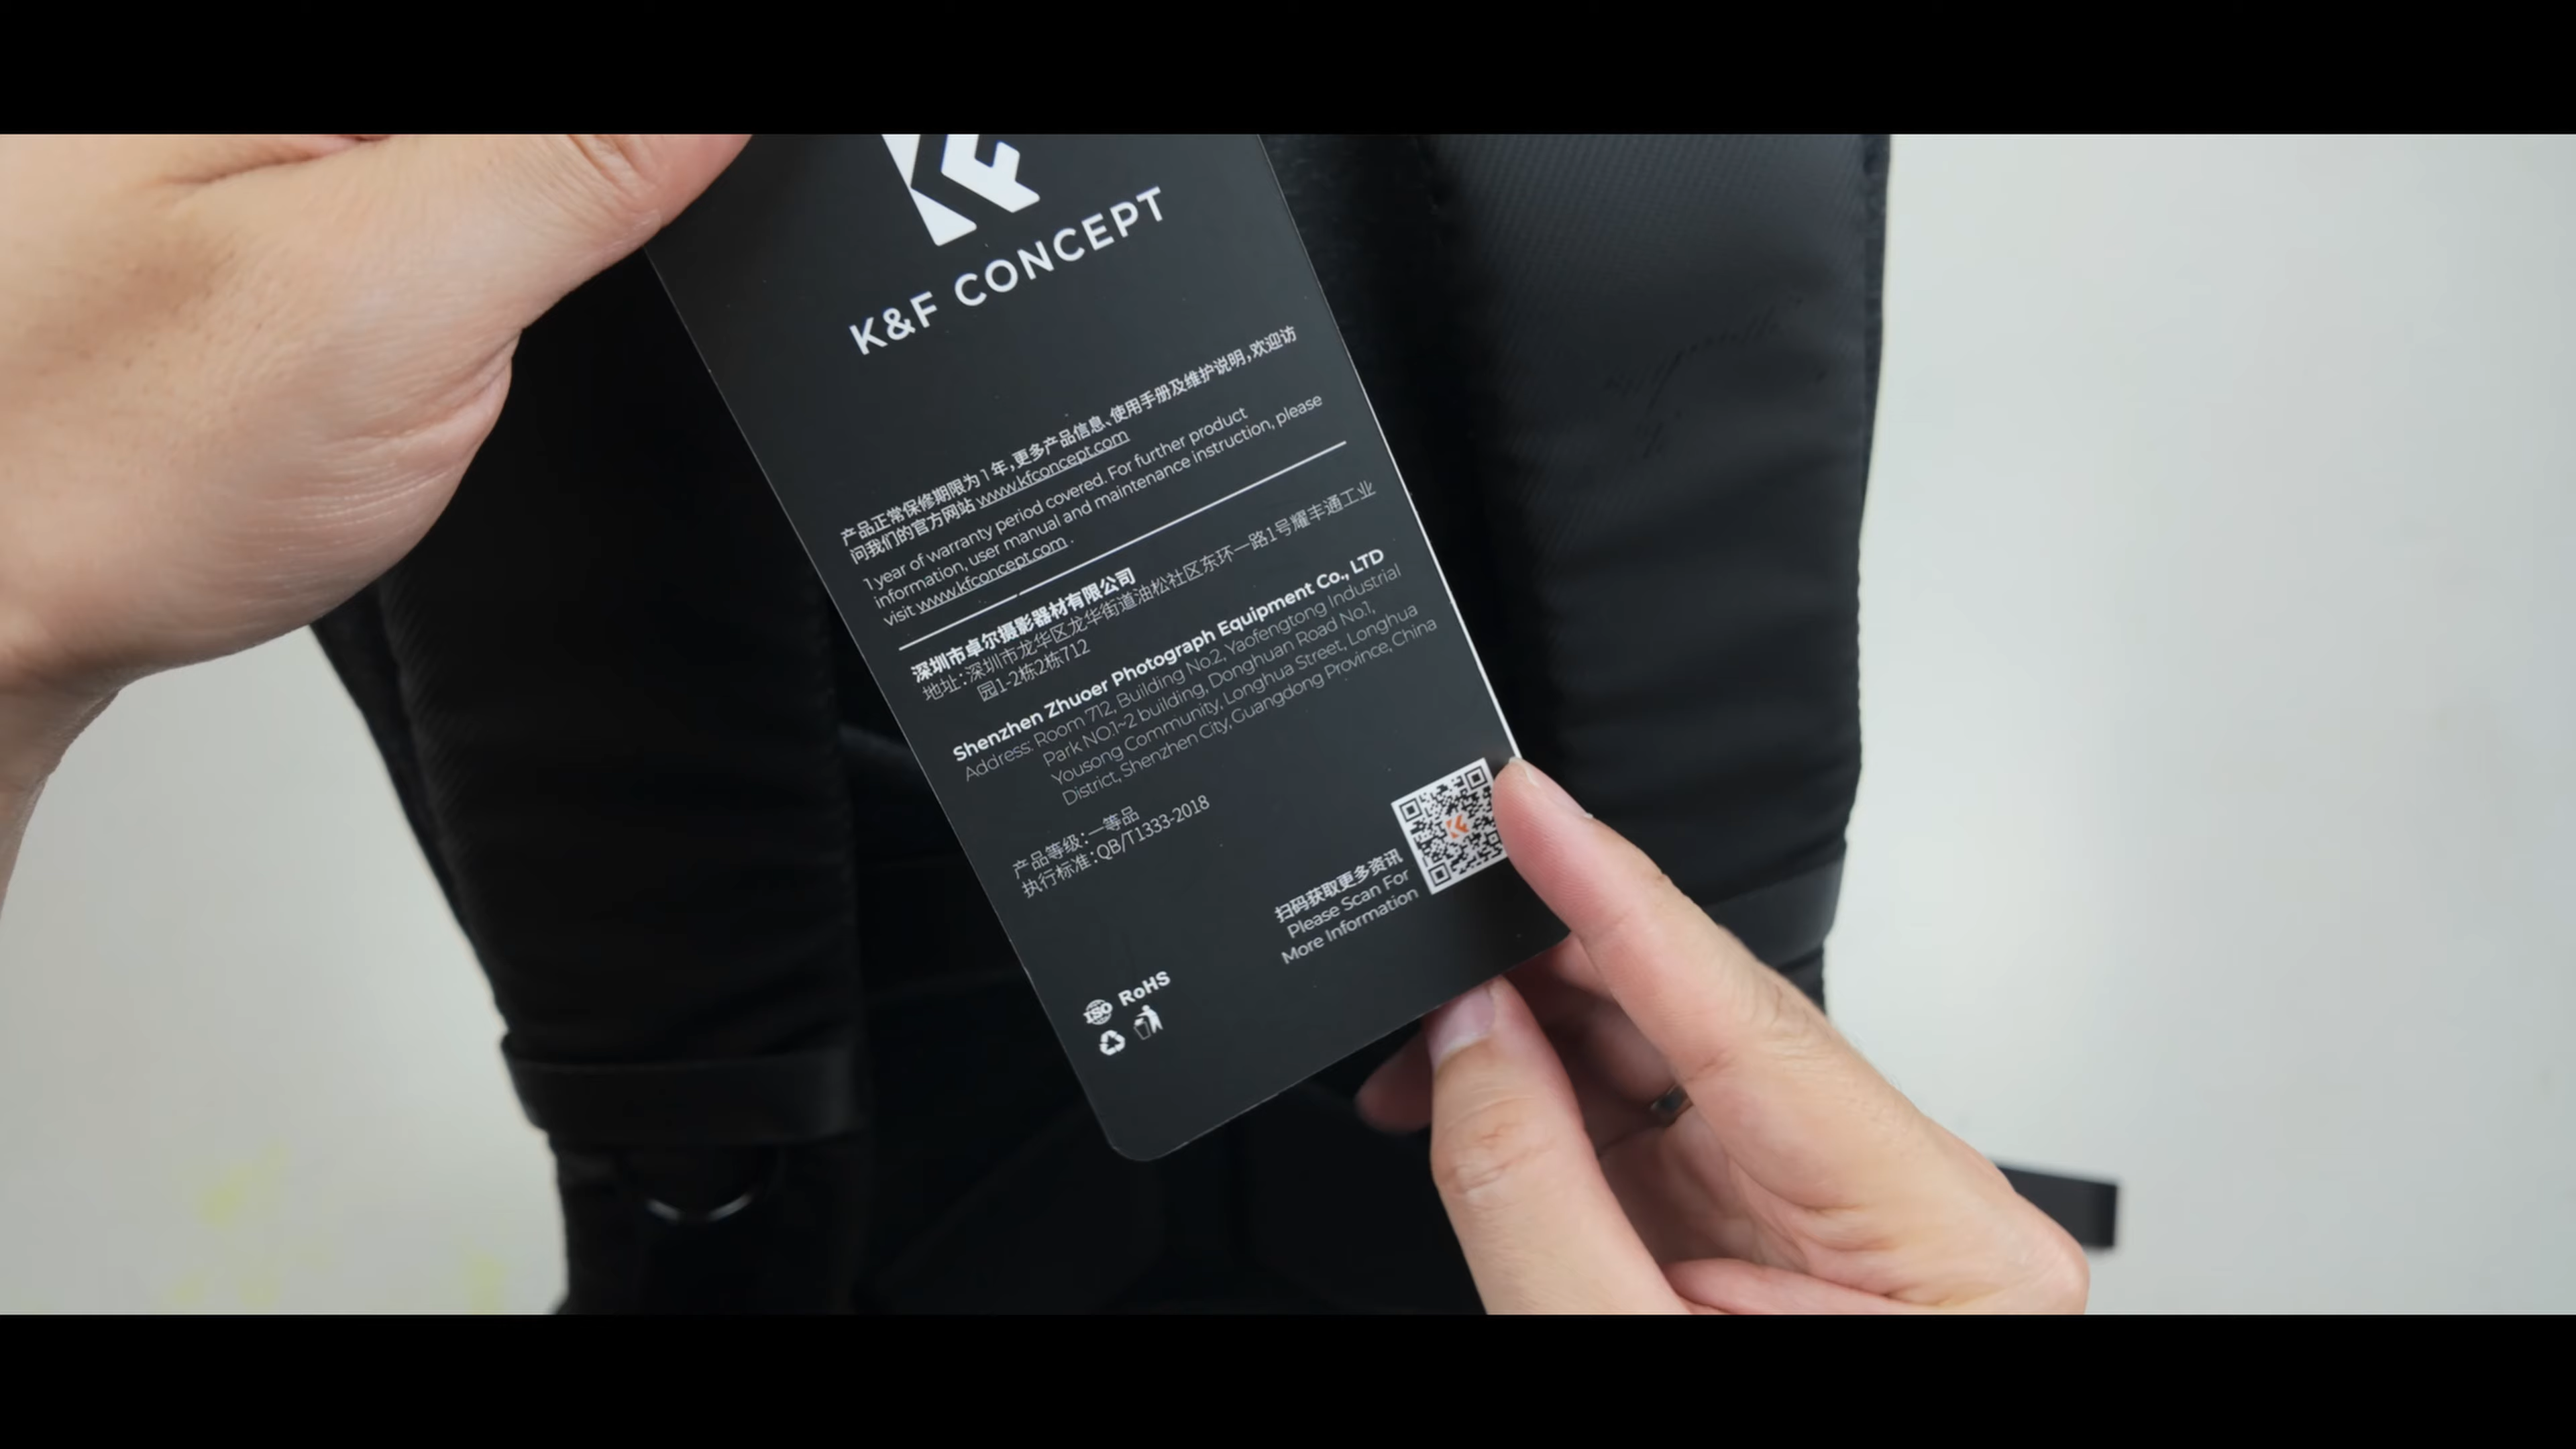 K&F CONCEPT
产品正常保修期限为 1 年,更多产品信息、使用手册及维护说明,欢迎访
问我们的官方网站 www.kfconcept.com
1 year of warranty period covered. For further product
information, user manual and maintenance instruction, please
visit www.kfconcept.com .
深圳市卓尔摄影器材有限公司
地址:深圳市龙华区龙华街道油松社区东环一路1号耀丰通工业
园1-2栋2栋712
Shenzhen Zhuoer Photograph Equipment Co., LTD
Address: Room 712, Building No.2, Yaofengtong Industrial
Park NO.1~2 building, Donghuan Road No.1,
Yousong Community, Longhua Street, Longhua
District, Shenzhen City, Guangdong Province, China
产品等级:一等品
执行标准:QB/T1333-2018
扫码获取更多资讯
Please Scan For
More Information
ISO RoHS